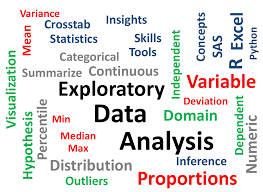 Variance
Crosstab
Insights
Mean
Statistics
Skills
Tools
Independent
Concepts
SAS
R
Excel
Python
Categorical
Summarize
Continuous
Visualization
Exploratory
Variable
Percentile
Hypothesis
Min
Data
Deviation
Domain
Median
Max
Analysis
Dependent
Numeric
Distribution
Inference
Outliers
Proportions